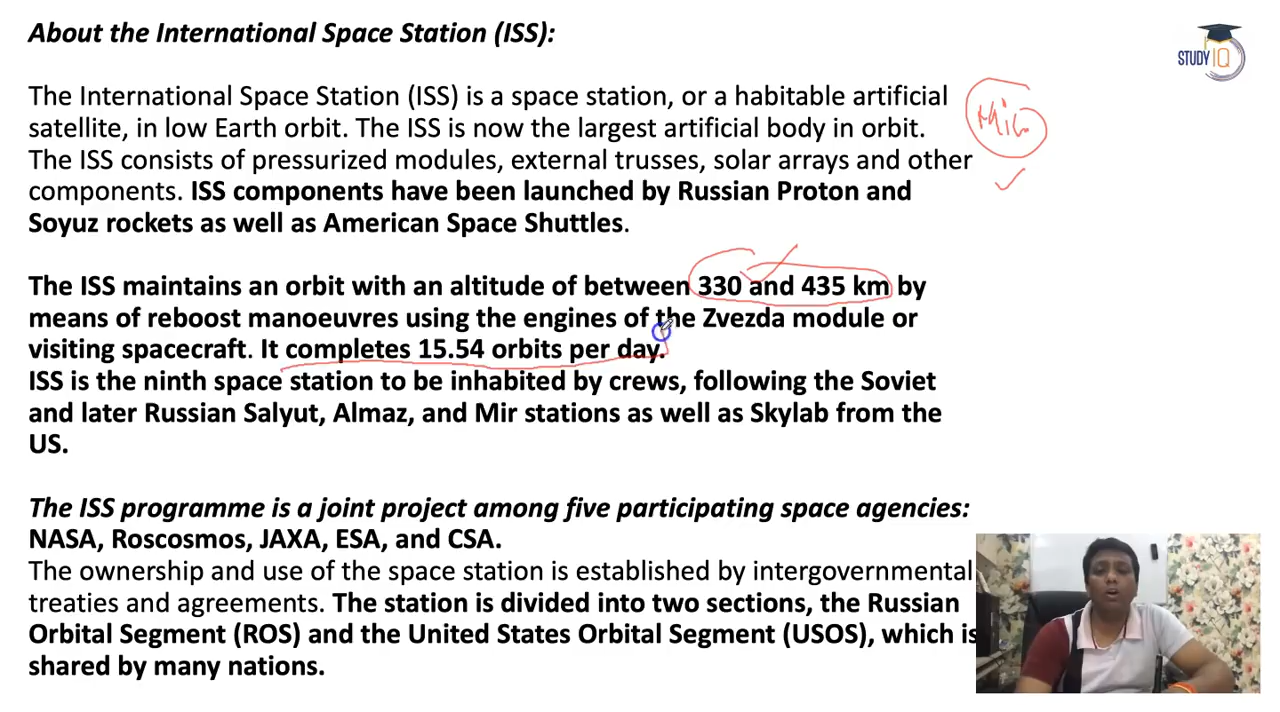 About the International Space Station (ISS):
STUDY IQ
The International Space Station (ISS) is a space station, or a habitable artificial
satellite, in low Earth orbit. The ISS is now the largest artificial body in orbit.
The ISS consists of pressurized modules, external trusses, solar arrays and other
components. ISS components have been launched by Russian Proton and
Soyuz rockets as well as American Space Shuttles.
The ISS maintains an orbit with an altitude of between 330 and 435 km by
means of reboost manoeuvres using the engines of the Zvezda module or
visiting spacecraft. It completes 15.54 orbits per day.
ISS is the ninth space station to be inhabited by crews, following the Soviet
and later Russian Salyut, Almaz, and Mir stations as well as Skylab from the
US.
The ISS programme is a joint project among five participating space agencies:
NASA, Roscosmos, JAXA, ESA, and CSA.
The ownership and use of the space station is established by intergovernmental
treaties and agreements. The station is divided into two sections, the Russian
Orbital Segment (ROS) and the United States Orbital Segment (USOS), which is
shared by many nations.